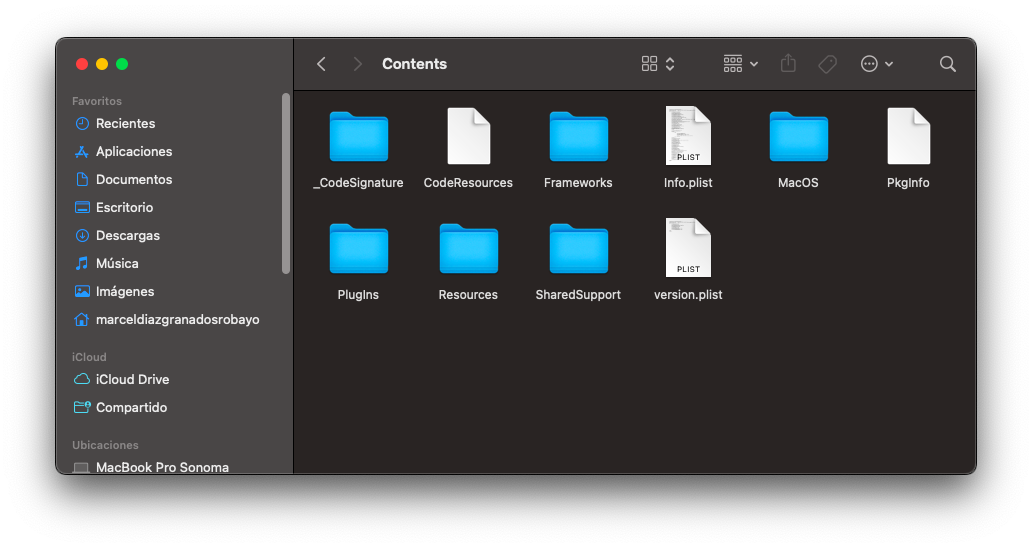 Contents
Favoritos
Recientes
Aplicaciones
Documentos
Escritorio
Descargas
Música
Imágenes
marceldiazgranadosrobayo
iCloud
iCloud Drive
Compartido
Ubicaciones
MacBook Pro Sonoma
_CodeSignature
CodeResources
Frameworks
PLIST
Info.plist
MacOS
PkgInfo
PlugIns
Resources
SharedSupport
PLIST
version.plist